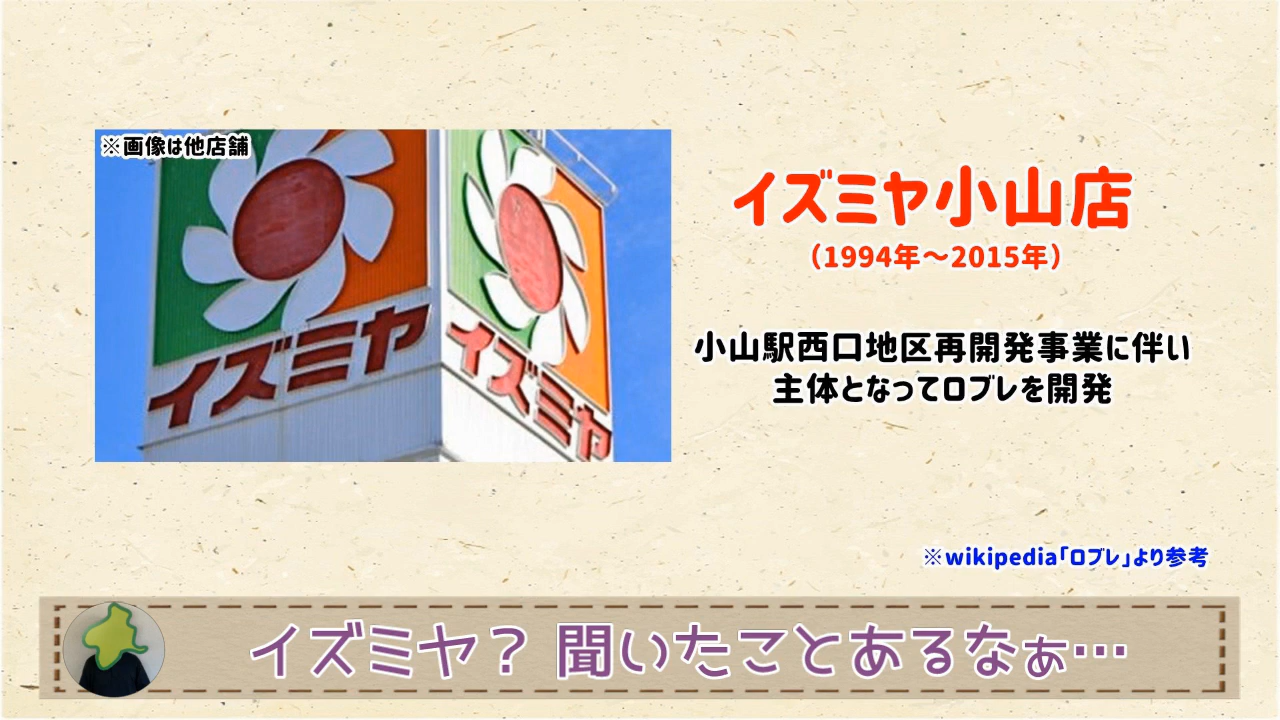 ※画像は他店舗
イズミヤ
イズミヤ
イズミヤ小山店
(1994年～2015年)
小山駅西口地区再開発事業に伴い
主体となってロブレを開発
※wikipedia「ロブレ」より参考
イズミヤ? 聞いたことあるなぁ…